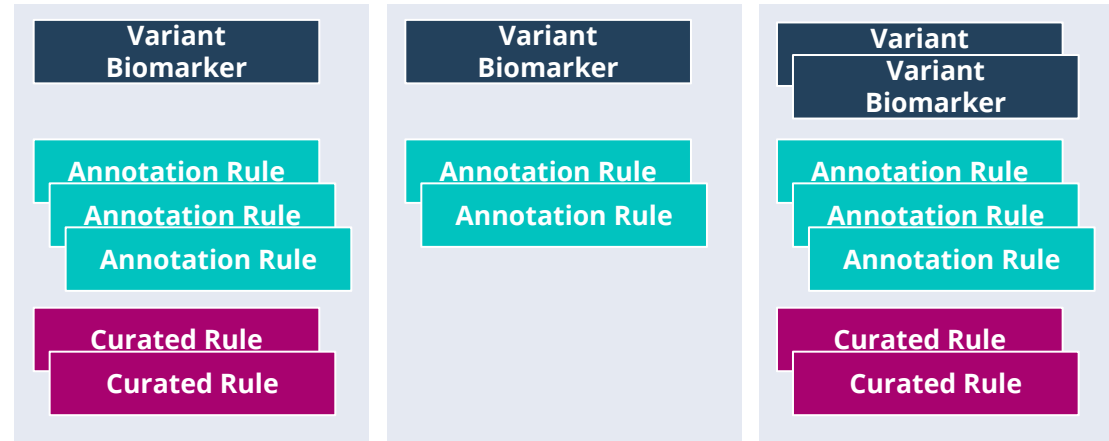 Variant
Biomarker
Annotation Rule
Annotation Rule
Annotation Rule
Curated Rule
Curated Rule
Variant
Biomarker
Annotation Rule
Annotation Rule
Variant
Variant
Biomarker
Annotation Rule
Annotation Rule
Annotation Rule
Curated Rule
Curated Rule